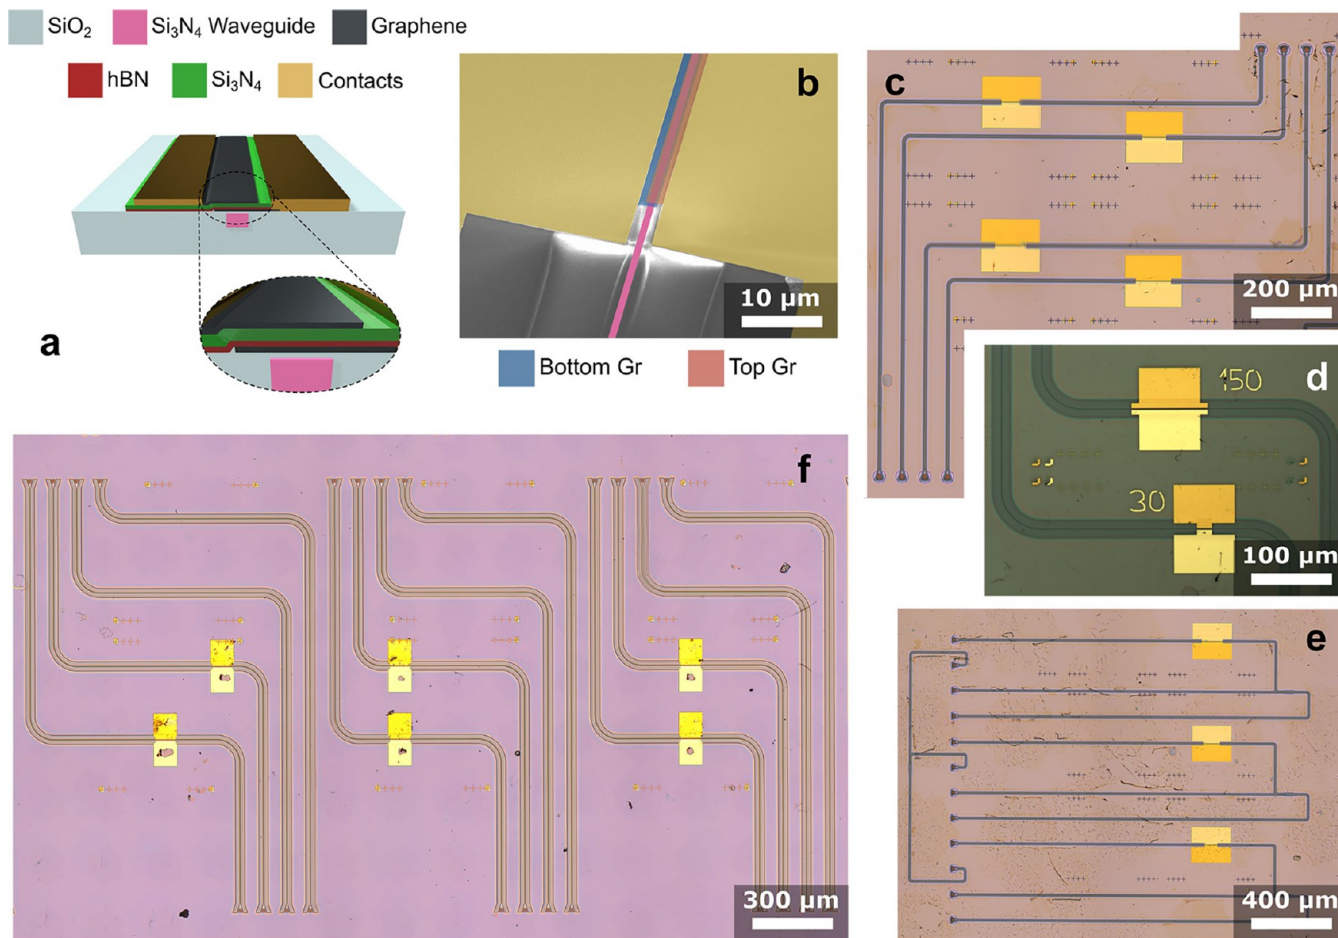 SiO₂ Si₃N₄ Waveguide Graphene
hBN Si₃N₄ Contacts
a
b
10 µm
Bottom Gr Top Gr
c
200 µm
d
150
30
100 µm
f
300 µm
e
400 µm